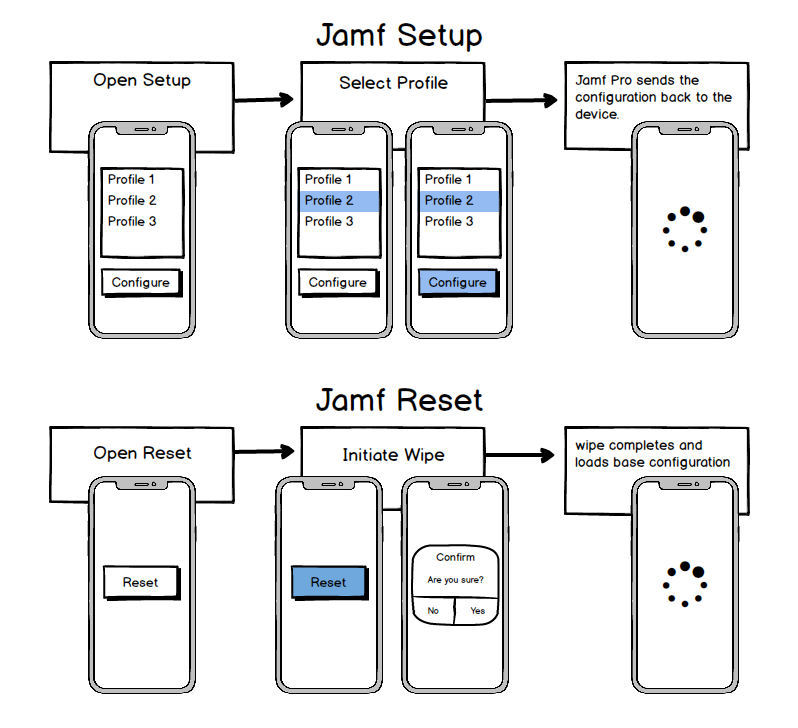 Jamf Setup
Open Setup
Select Profile
Jamf Pro sends the
configuration back to the
device.
Profile 1
Profile 2
Profile 3
Configure
Profile 1
Profile 2
Profile 3
Configure
Profile 1
Profile 2
Profile 3
Configure
Jamf Reset
Open Reset
Initiate Wipe
wipe completes and
loads base configuration
Reset
Reset
Confirm
Are you sure?
No
Yes